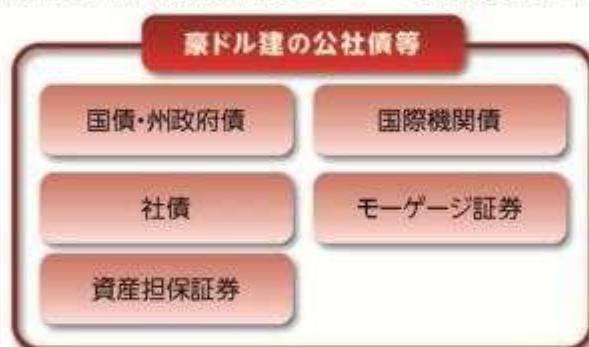 豪ドル建の公社債等
国債・州政府債
国際機関債
社債
モーゲージ証券
資産担保証券